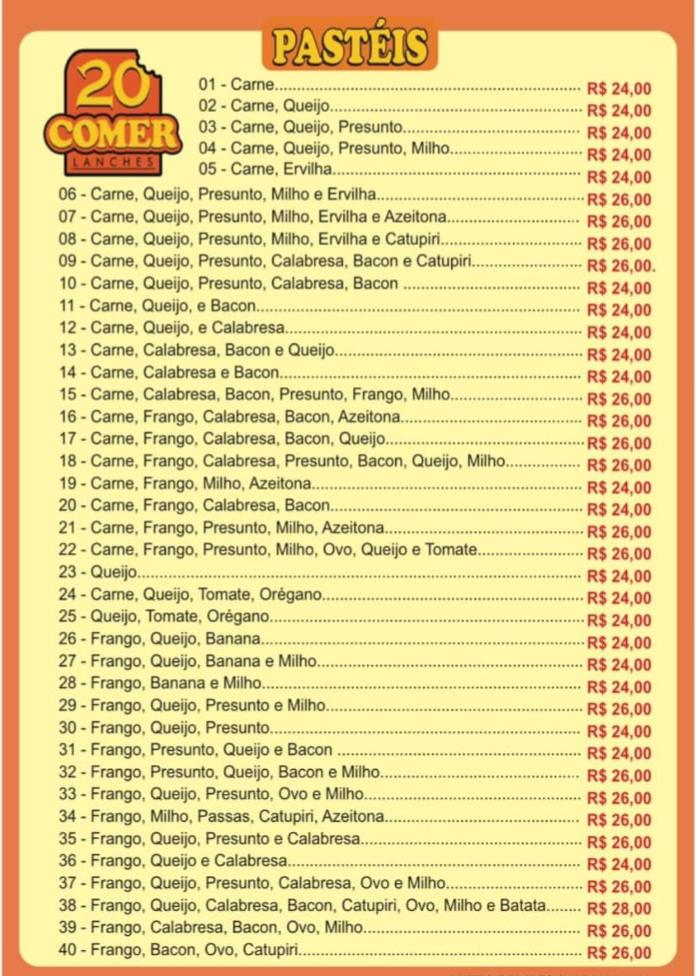 PASTÉIS
20
COMER
LANCHES
01 - Carne.......... R$ 24,00
02 - Carne, Queijo.......... R$ 24,00
03 - Carne, Queijo, Presunto.......... R$ 24,00
04 - Carne, Queijo, Presunto, Milho.......... R$ 24,00
05 - Carne, Ervilha.......... R$ 24,00
06 - Carne, Queijo, Presunto, Milho e Ervilha.......... R$ 26,00
07 - Carne, Queijo, Presunto, Milho, Ervilha e Azeitona.......... R$ 26,00
08 - Carne, Queijo, Presunto, Milho, Ervilha e Catupiri.......... R$ 26,00
09 - Carne, Queijo, Presunto, Calabresa, Bacon e Catupiri.......... R$ 26,00.
10 - Carne, Queijo, Presunto, Calabresa, Bacon .......... R$ 24,00
11 - Carne, Queijo, e Bacon.......... R$ 24,00
12 - Carne, Queijo, e Calabresa.......... R$ 24,00
13 - Carne, Calabresa, Bacon e Queijo.......... R$ 24,00
14 - Carne, Calabresa e Bacon.......... R$ 24,00
15 - Carne, Calabresa, Bacon, Presunto, Frango, Milho.......... R$ 26,00
16 - Carne, Frango, Calabresa, Bacon, Azeitona.......... R$ 26,00
17 - Carne, Frango, Calabresa, Bacon, Queijo.......... R$ 26,00
18 - Carne, Frango, Calabresa, Presunto, Bacon, Queijo, Milho.......... R$ 26,00
19 - Carne, Frango, Milho, Azeitona.......... R$ 24,00
20 - Carne, Frango, Calabresa, Bacon.......... R$ 24,00
21 - Carne, Frango, Presunto, Milho, Azeitona.......... R$ 26,00
22 - Carne, Frango, Presunto, Milho, Ovo, Queijo e Tomate.......... R$ 26,00
23 - Queijo.......... R$ 24,00
24 - Carne, Queijo, Tomate, Orégano.......... R$ 24,00
25 - Queijo, Tomate, Orégano.......... R$ 24,00
26 - Frango, Queijo, Banana.......... R$ 24,00
27 - Frango, Queijo, Banana e Milho.......... R$ 24,00
28 - Frango, Banana e Milho.......... R$ 24,00
29 - Frango, Queijo, Presunto e Milho.......... R$ 26,00
30 - Frango, Queijo, Presunto.......... R$ 24,00
31 - Frango, Presunto, Queijo e Bacon .......... R$ 24,00
32 - Frango, Presunto, Queijo, Bacon e Milho.......... R$ 26,00
33 - Frango, Queijo, Presunto, Ovo e Milho.......... R$ 26,00
34 - Frango, Milho, Passas, Catupiri, Azeitona.......... R$ 26,00
35 - Frango, Queijo, Presunto e Calabresa.......... R$ 26,00
36 - Frango, Queijo e Calabresa.......... R$ 24,00
37 - Frango, Queijo, Presunto, Calabresa, Ovo e Milho.......... R$ 26,00
38 - Frango, Queijo, Calabresa, Bacon, Catupiri, Ovo, Milho e Batata........ R$ 28,00
39 - Frango, Calabresa, Bacon, Ovo, Milho.......... R$ 26,00
40 - Frango, Bacon, Ovo, Catupiri.......... R$ 26,00